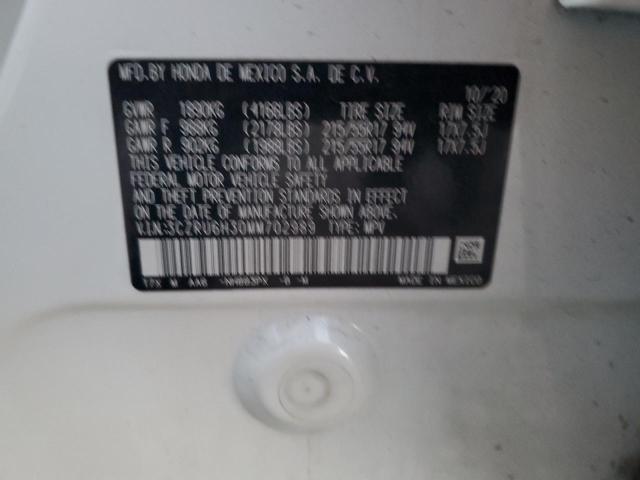 MFD.BY HONDA DE MEXICO S.A. DE C.V.
10/'20
GVWR 1890KG (4166LBS) TIRE SIZE RIM SIZE
GAWR F 988KG (2178LBS) 215/55R17 94V 17X7.5J
GAWR R 902KG (1988LBS) 215/55R17 94V 17X7.5J
THIS VEHICLE CONFORMS TO ALL APPLICABLE
FEDERAL MOTOR VEHICLE SAFETY
AND THEFT PREVENTION STANDARDS IN EFFECT
ON THE DATE OF MANUFACTURE SHOWN ABOVE.
V.I.N:3CZRU6H30MM702989 TYPE: MPV
17X M AA6 -NH883PX -B -M MADE IN MEXICO